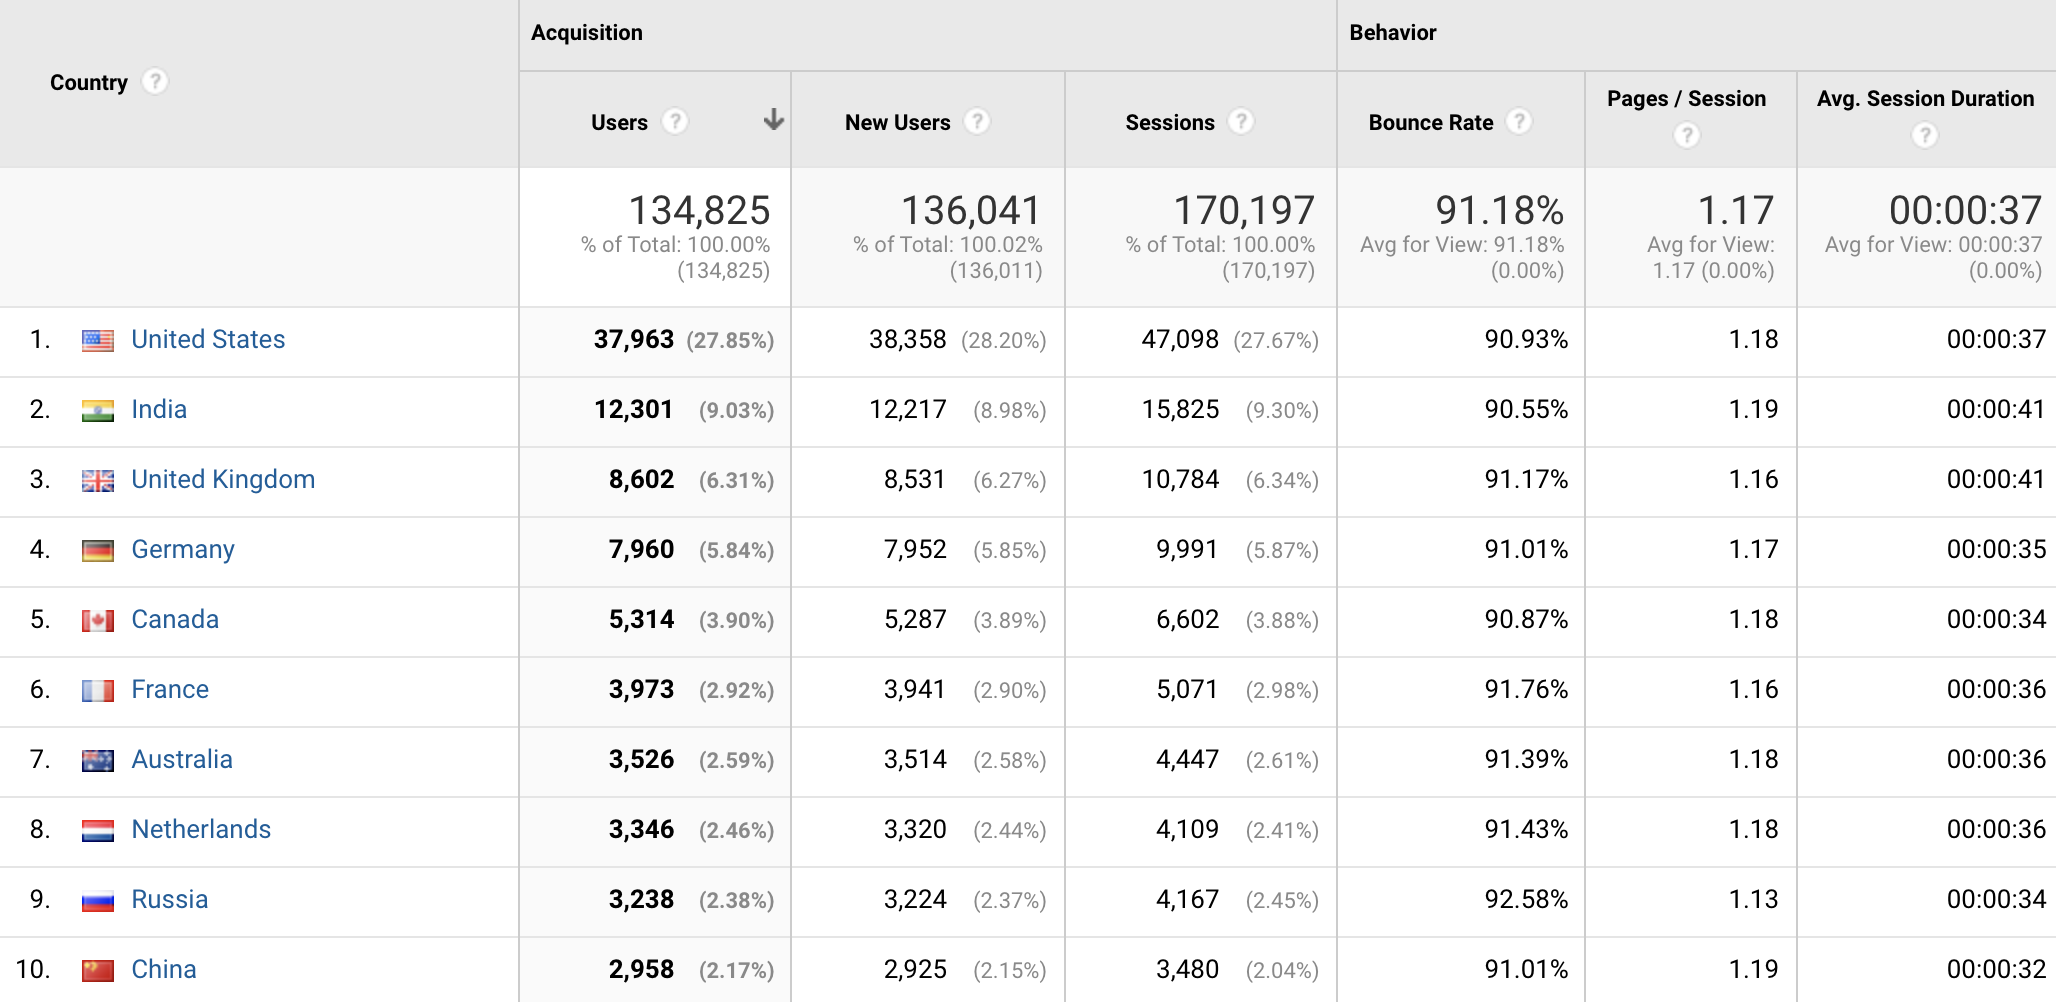 Acquisition Behavior
Country ?
Users ? New Users ? Sessions ? Bounce Rate ? Pages / Session ? Avg. Session Duration ?
134,825 136,041 170,197 91.18% 1.17 00:00:37
% of Total: 100.00% % of Total: 100.02% % of Total: 100.00% Avg for View: 91.18% Avg for View: Avg for View: 00:00:37
(134,825) (136,011) (170,197) (0.00%) 1.17 (0.00%) (0.00%)
1. United States 37,963 (27.85%) 38,358 (28.20%) 47,098 (27.67%) 90.93% 1.18 00:00:37
2. India 12,301 (9.03%) 12,217 (8.98%) 15,825 (9.30%) 90.55% 1.19 00:00:41
3. United Kingdom 8,602 (6.31%) 8,531 (6.27%) 10,784 (6.34%) 91.17% 1.16 00:00:41
4. Germany 7,960 (5.84%) 7,952 (5.85%) 9,991 (5.87%) 91.01% 1.17 00:00:35
5. Canada 5,314 (3.90%) 5,287 (3.89%) 6,602 (3.88%) 90.87% 1.18 00:00:34
6. France 3,973 (2.92%) 3,941 (2.90%) 5,071 (2.98%) 91.76% 1.16 00:00:36
7. Australia 3,526 (2.59%) 3,514 (2.58%) 4,447 (2.61%) 91.39% 1.18 00:00:36
8. Netherlands 3,346 (2.46%) 3,320 (2.44%) 4,109 (2.41%) 91.43% 1.18 00:00:36
9. Russia 3,238 (2.38%) 3,224 (2.37%) 4,167 (2.45%) 92.58% 1.13 00:00:34
10. China 2,958 (2.17%) 2,925 (2.15%) 3,480 (2.04%) 91.01% 1.19 00:00:32